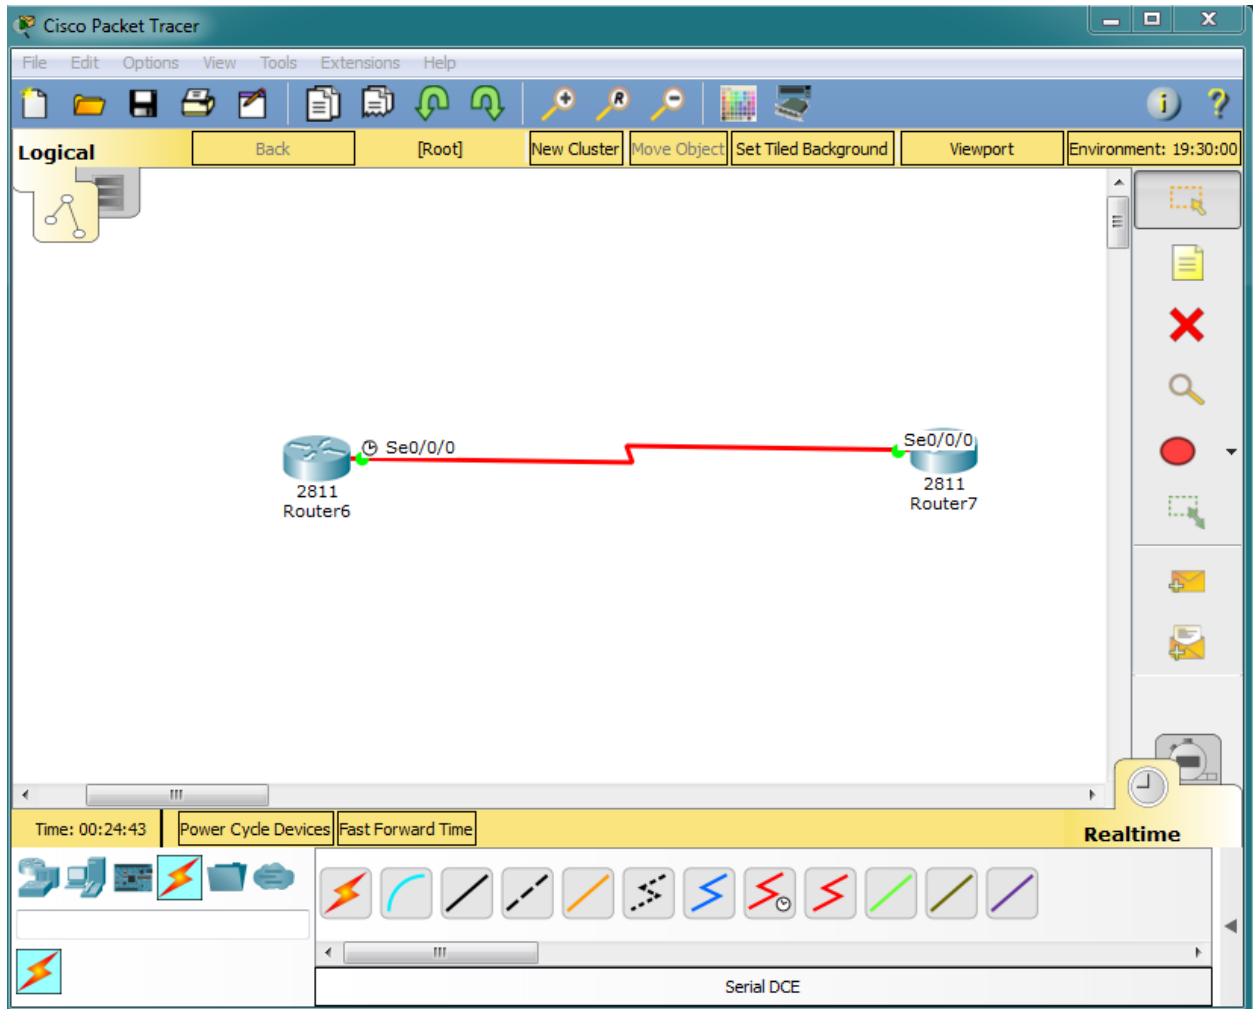 Cisco Packet Tracer
File Edit Options View Tools Extensions Help
Logical Back [Root] New Cluster Move Object Set Tiled Background Viewport Environment: 19:30:00
Se0/0/0
2811
Router6
Se0/0/0
2811
Router7
Time: 00:24:43 Power Cycle Devices Fast Forward Time
Realtime
Serial DCE